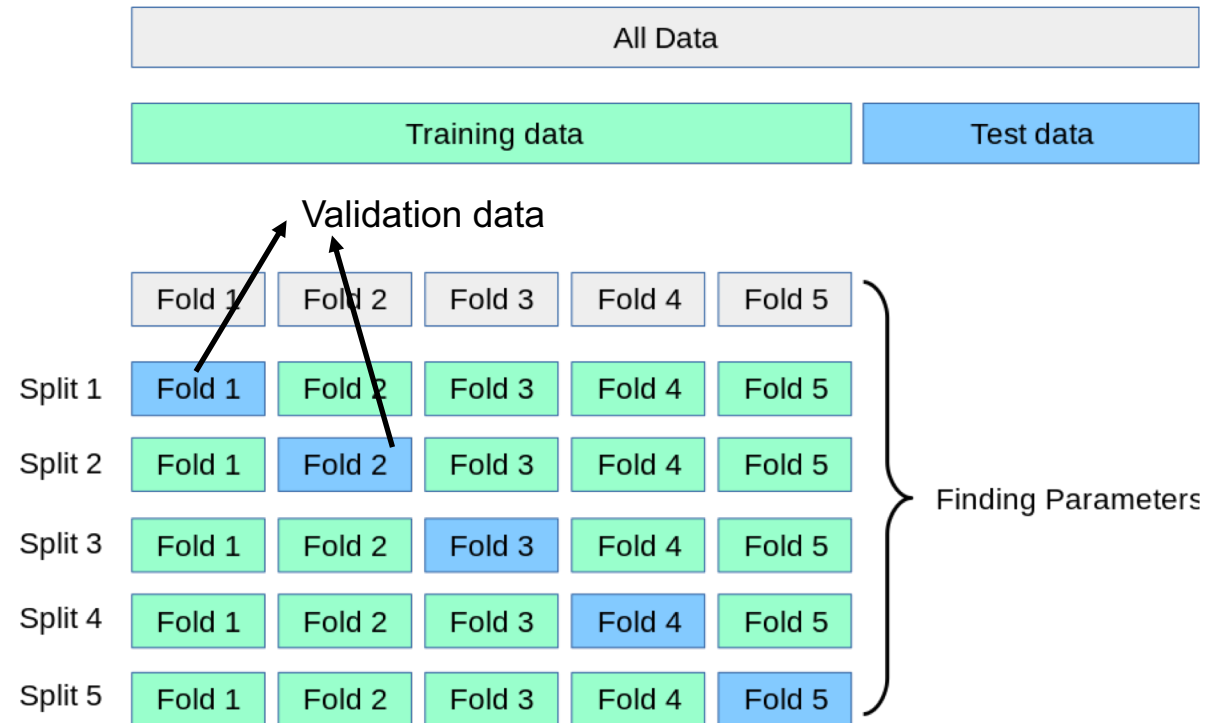 All Data
Training data Test data
Validation data
Fold 1 Fold 2 Fold 3 Fold 4 Fold 5
Split 1 Fold 1 Fold 2 Fold 3 Fold 4 Fold 5
Split 2 Fold 1 Fold 2 Fold 3 Fold 4 Fold 5
Finding Parameters
Split 3 Fold 1 Fold 2 Fold 3 Fold 4 Fold 5
Split 4 Fold 1 Fold 2 Fold 3 Fold 4 Fold 5
Split 5 Fold 1 Fold 2 Fold 3 Fold 4 Fold 5